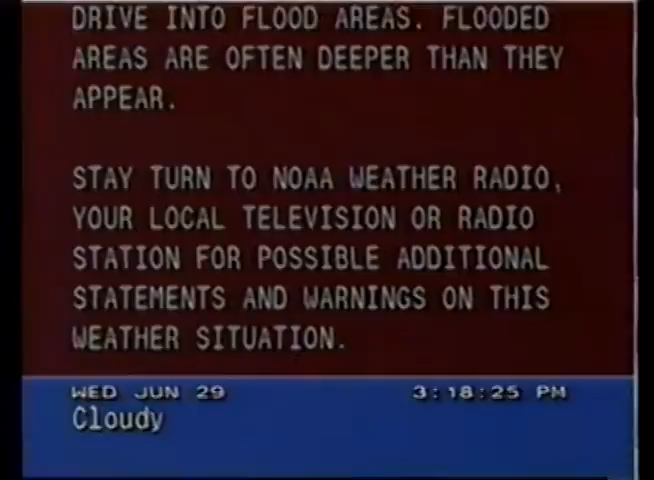 DRIVE INTO FLOOD AREAS. FLOODED
AREAS ARE OFTEN DEEPER THAN THEY
APPEAR.
STAY TURN TO NOAA WEATHER RADIO,
YOUR LOCAL TELEVISION OR RADIO
STATION FOR POSSIBLE ADDITIONAL
STATEMENTS AND WARNINGS ON THIS
WEATHER SITUATION.
WED JUN 29 3:18:25 PM
Cloudy